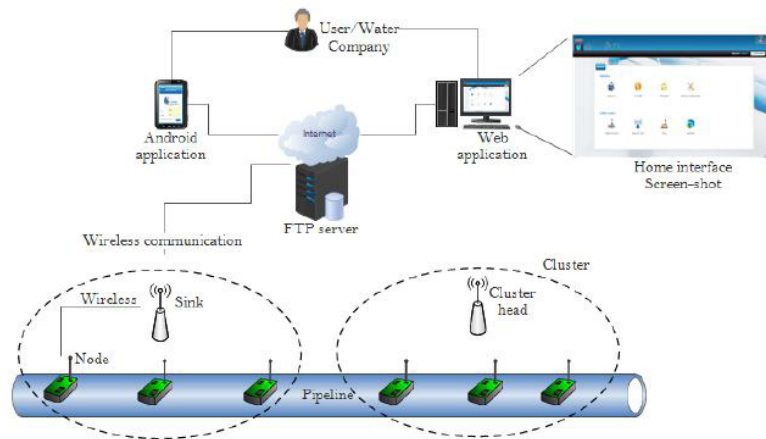 User/Water
Company
Internet
Android
application
Web
application
Home interface
Screen-shot
FTP server
Wireless communication
Cluster
Wireless
Sink
Cluster
head
Node
Pipeline